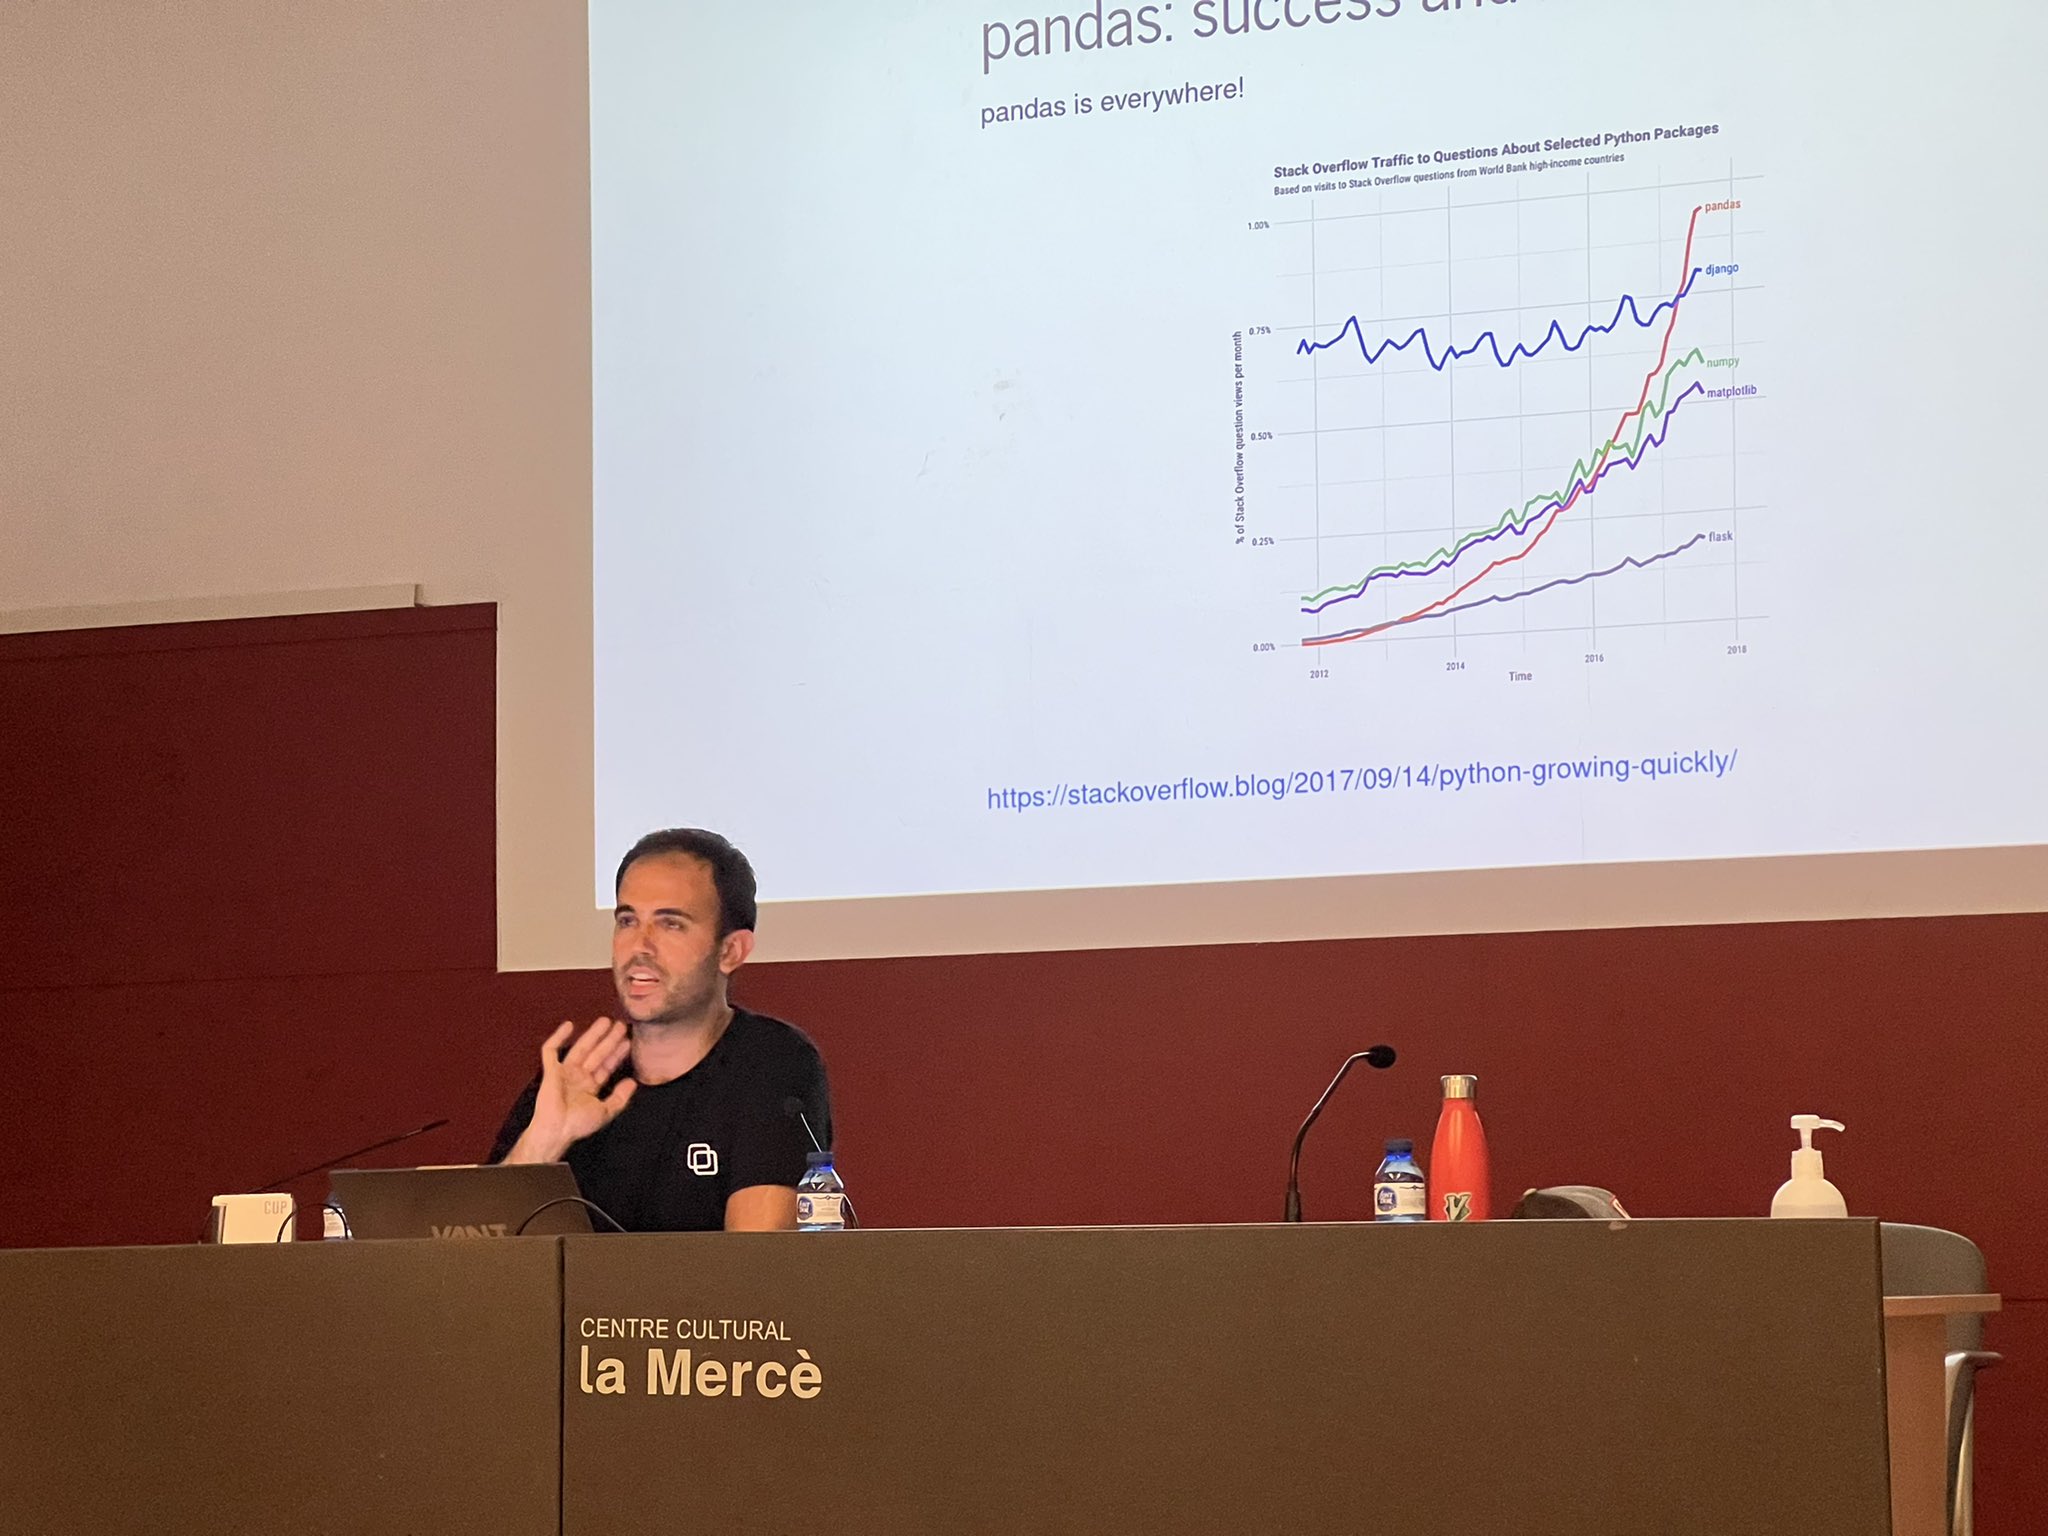 pandas: success and
pandas is everywhere!
Stack Overflow Traffic to Questions About Selected Python Packages
Based on visits to Stack Overflow questions from World Bank high-income countries
1.00%
0.75%
0.50%
0.25%
0.00%
% of Stack Overflow question views per month
pandas
django
numpy
matplotlib
flask
2012
2014
2016
2018
Time
https://stackoverflow.blog/2017/09/14/python-growing-quickly/
CUP
VANT
V
CENTRE CULTURAL
la Mercè